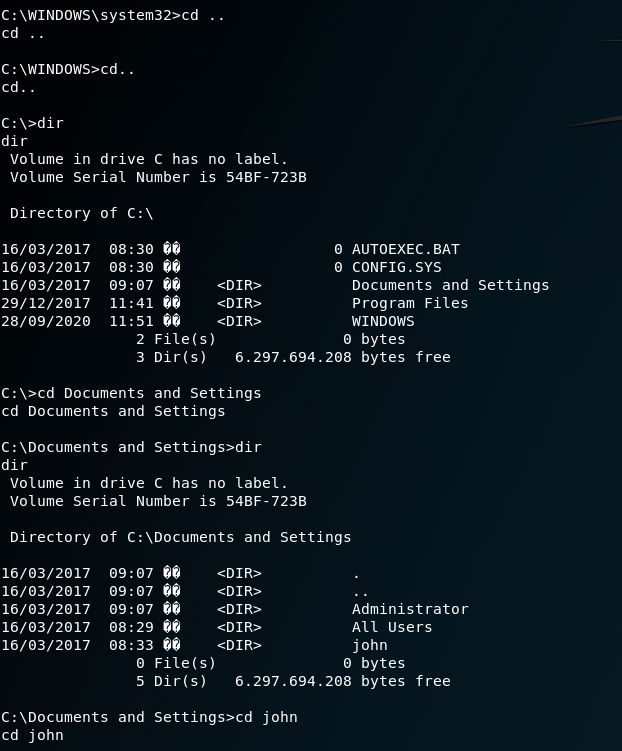 C:\WINDOWS\system32>cd ..
cd ..
C:\WINDOWS>cd..
cd..
C:\>dir
dir
 Volume in drive C has no label.
 Volume Serial Number is 54BF-723B
 Directory of C:\
16/03/2017  08:30 ��                 0 AUTOEXEC.BAT
16/03/2017  08:30 ��                 0 CONFIG.SYS
16/03/2017  09:07 ��    <DIR>          Documents and Settings
29/12/2017  11:41 ��    <DIR>          Program Files
28/09/2020  11:51 ��    <DIR>          WINDOWS
               2 File(s)              0 bytes
               3 Dir(s)   6.297.694.208 bytes free
C:\>cd Documents and Settings
cd Documents and Settings
C:\Documents and Settings>dir
dir
 Volume in drive C has no label.
 Volume Serial Number is 54BF-723B
 Directory of C:\Documents and Settings
16/03/2017  09:07 ��    <DIR>          .
16/03/2017  09:07 ��    <DIR>          ..
16/03/2017  09:07 ��    <DIR>          Administrator
16/03/2017  08:29 ��    <DIR>          All Users
16/03/2017  08:33 ��    <DIR>          john
               0 File(s)              0 bytes
               5 Dir(s)   6.297.694.208 bytes free
C:\Documents and Settings>cd john
cd john